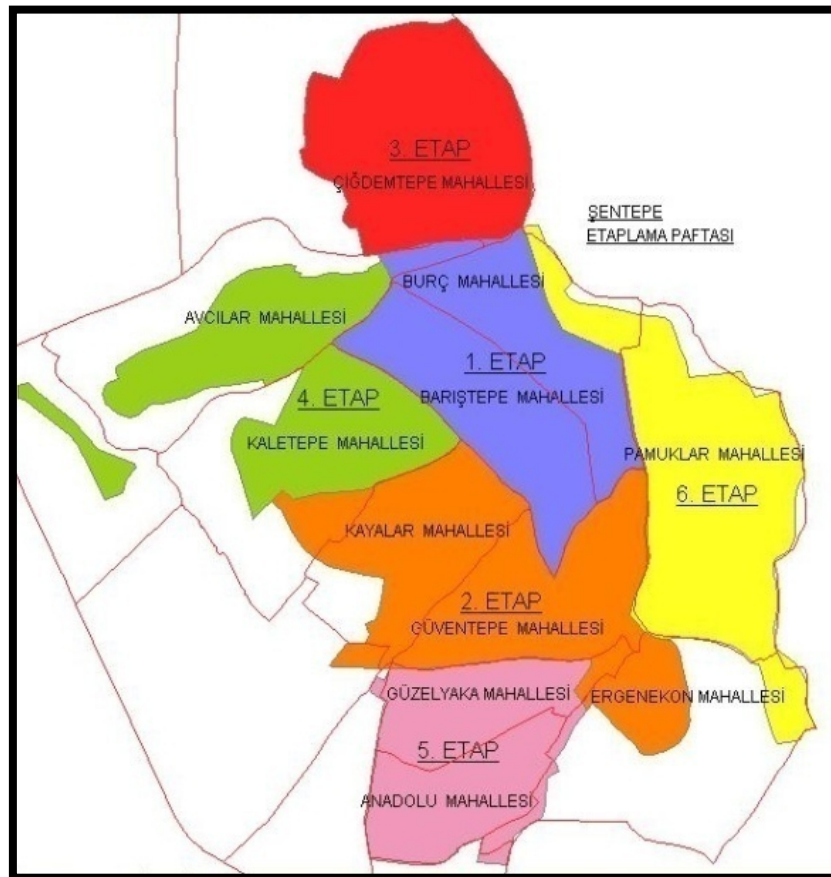 3. ETAP
ÇİĞDEMTEPE MAHALLESİ
ŞENTEPE
ETAPLAMA PAFTASI
BURÇ MAHALLESİ
AVCILAR MAHALLESİ
1. ETAP
BARIŞTEPE MAHALLESİ
4. ETAP
KALETEPE MAHALLESİ
PAMUKLAR MAHALLESİ
6. ETAP
KAYALAR MAHALLESİ
2. ETAP
GÜVENTEPE MAHALLESİ
GÜZELYAKA MAHALLESİ
ERGENEKON MAHALLESİ
5. ETAP
ANADOLU MAHALLESİ